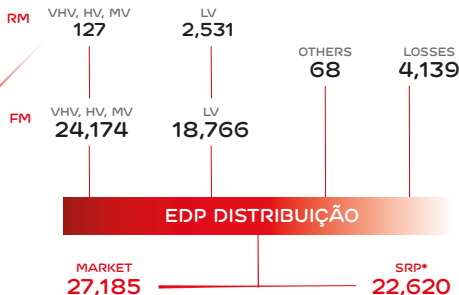 RM
VHV, HV, MV
127
LV
2,531
OTHERS
68
LOSSES
4,139
FM
VHV, HV, MV
24,174
LV
18,766
EDP DISTRIBUIÇÃO
MARKET
27,185
SRP*
22,620